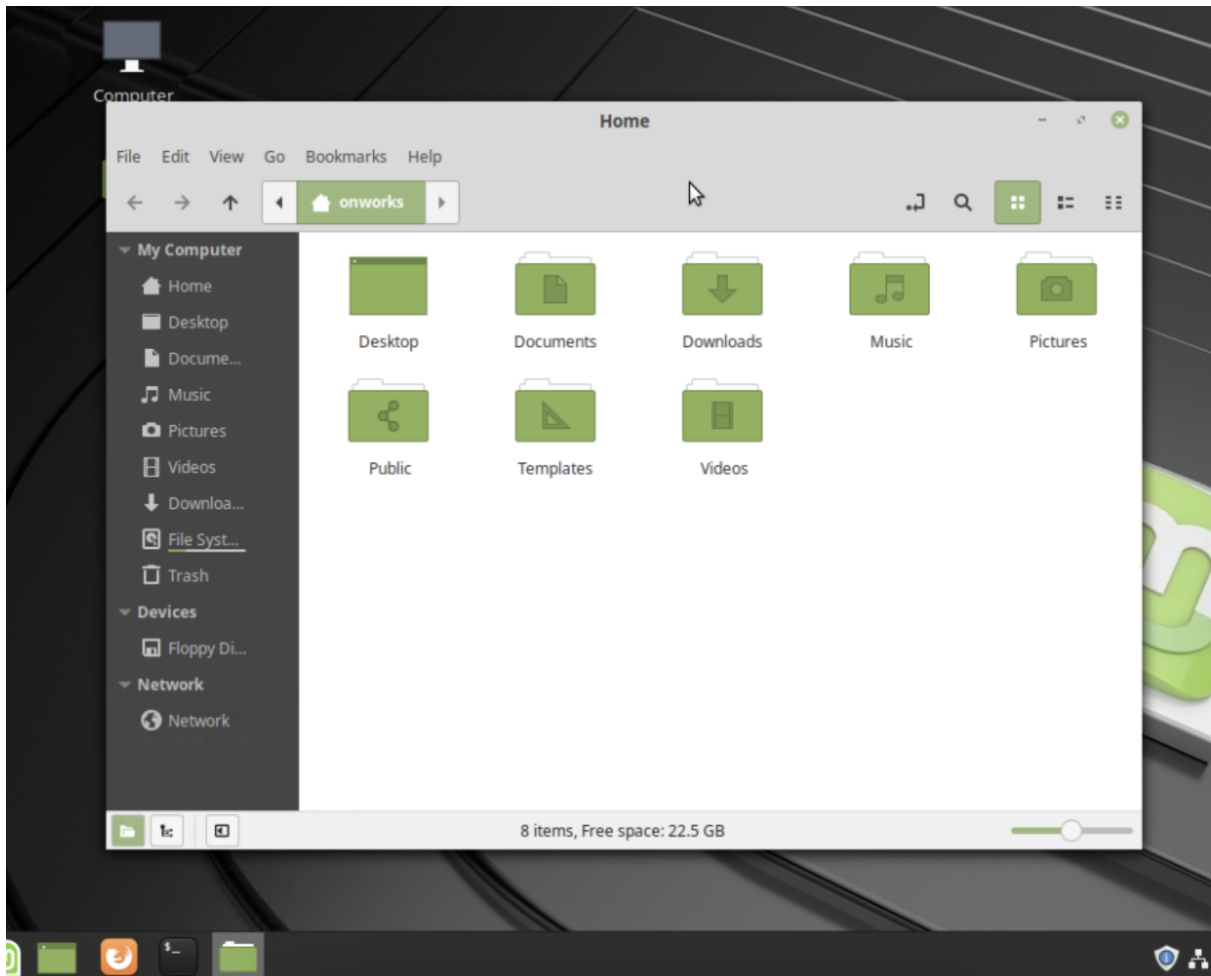 Computer
Home
File Edit View Go Bookmarks Help
onworks
My Computer
Home
Desktop
Docume...
Music
Pictures
Videos
Downloa...
File Syst...
Trash
Devices
Floppy Di...
Network
Network
Desktop Documents Downloads Music Pictures
Public Templates Videos
8 items, Free space: 22.5 GB
$_